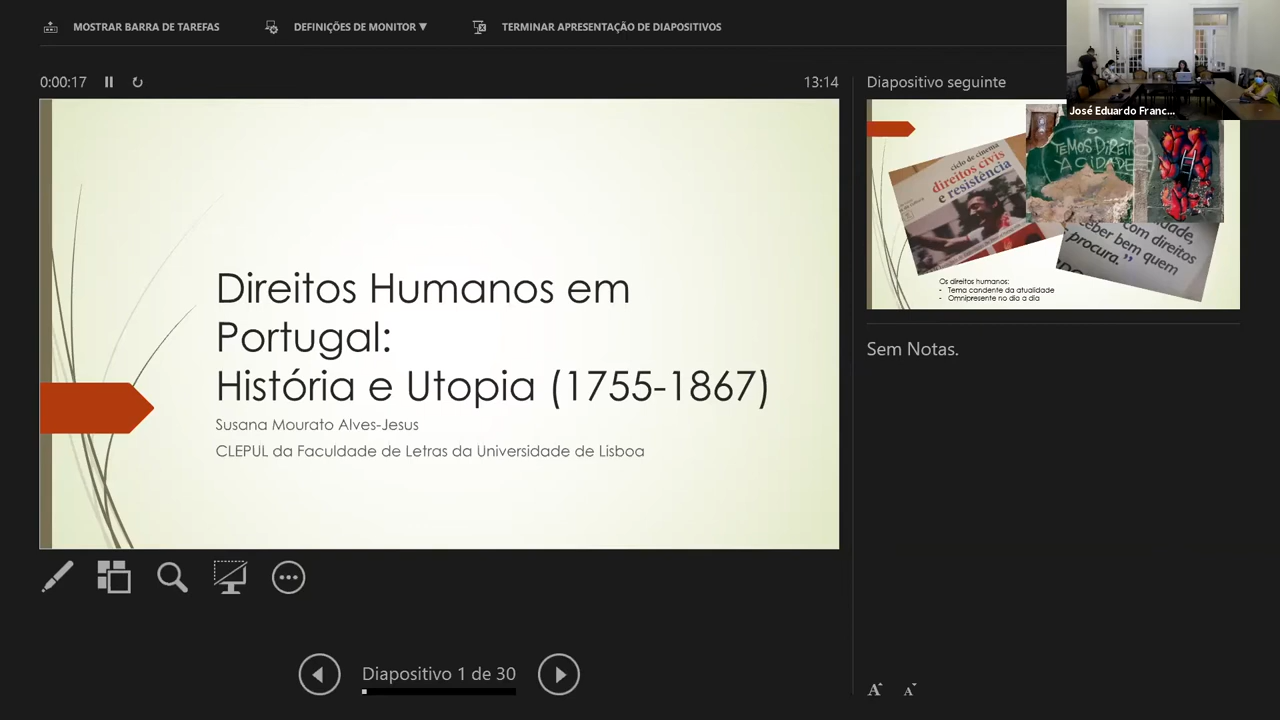 MOSTRAR BARRA DE TAREFAS
DEFINIÇÕES DE MONITOR ▼
TERMINAR APRESENTAÇÃO DE DIAPOSITIVOS
José Eduardo Franc...
0:00:17
13:14
Diapositivo seguinte
Direitos Humanos em
Portugal:
História e Utopia (1755-1867)
Susana Mourato Alves-Jesus
CLEPUL da Faculdade de Letras da Universidade de Lisboa
ciclo de cinema
direitos civis
e resistência
TEMOS DIREITO
À CIDADE
com direitos
ceber bem quem
procura.”
Os direitos humanos:
- Tema candente da atualidade
- Omnipresente no dia a dia
Sem Notas.
Diapositivo 1 de 30
A A